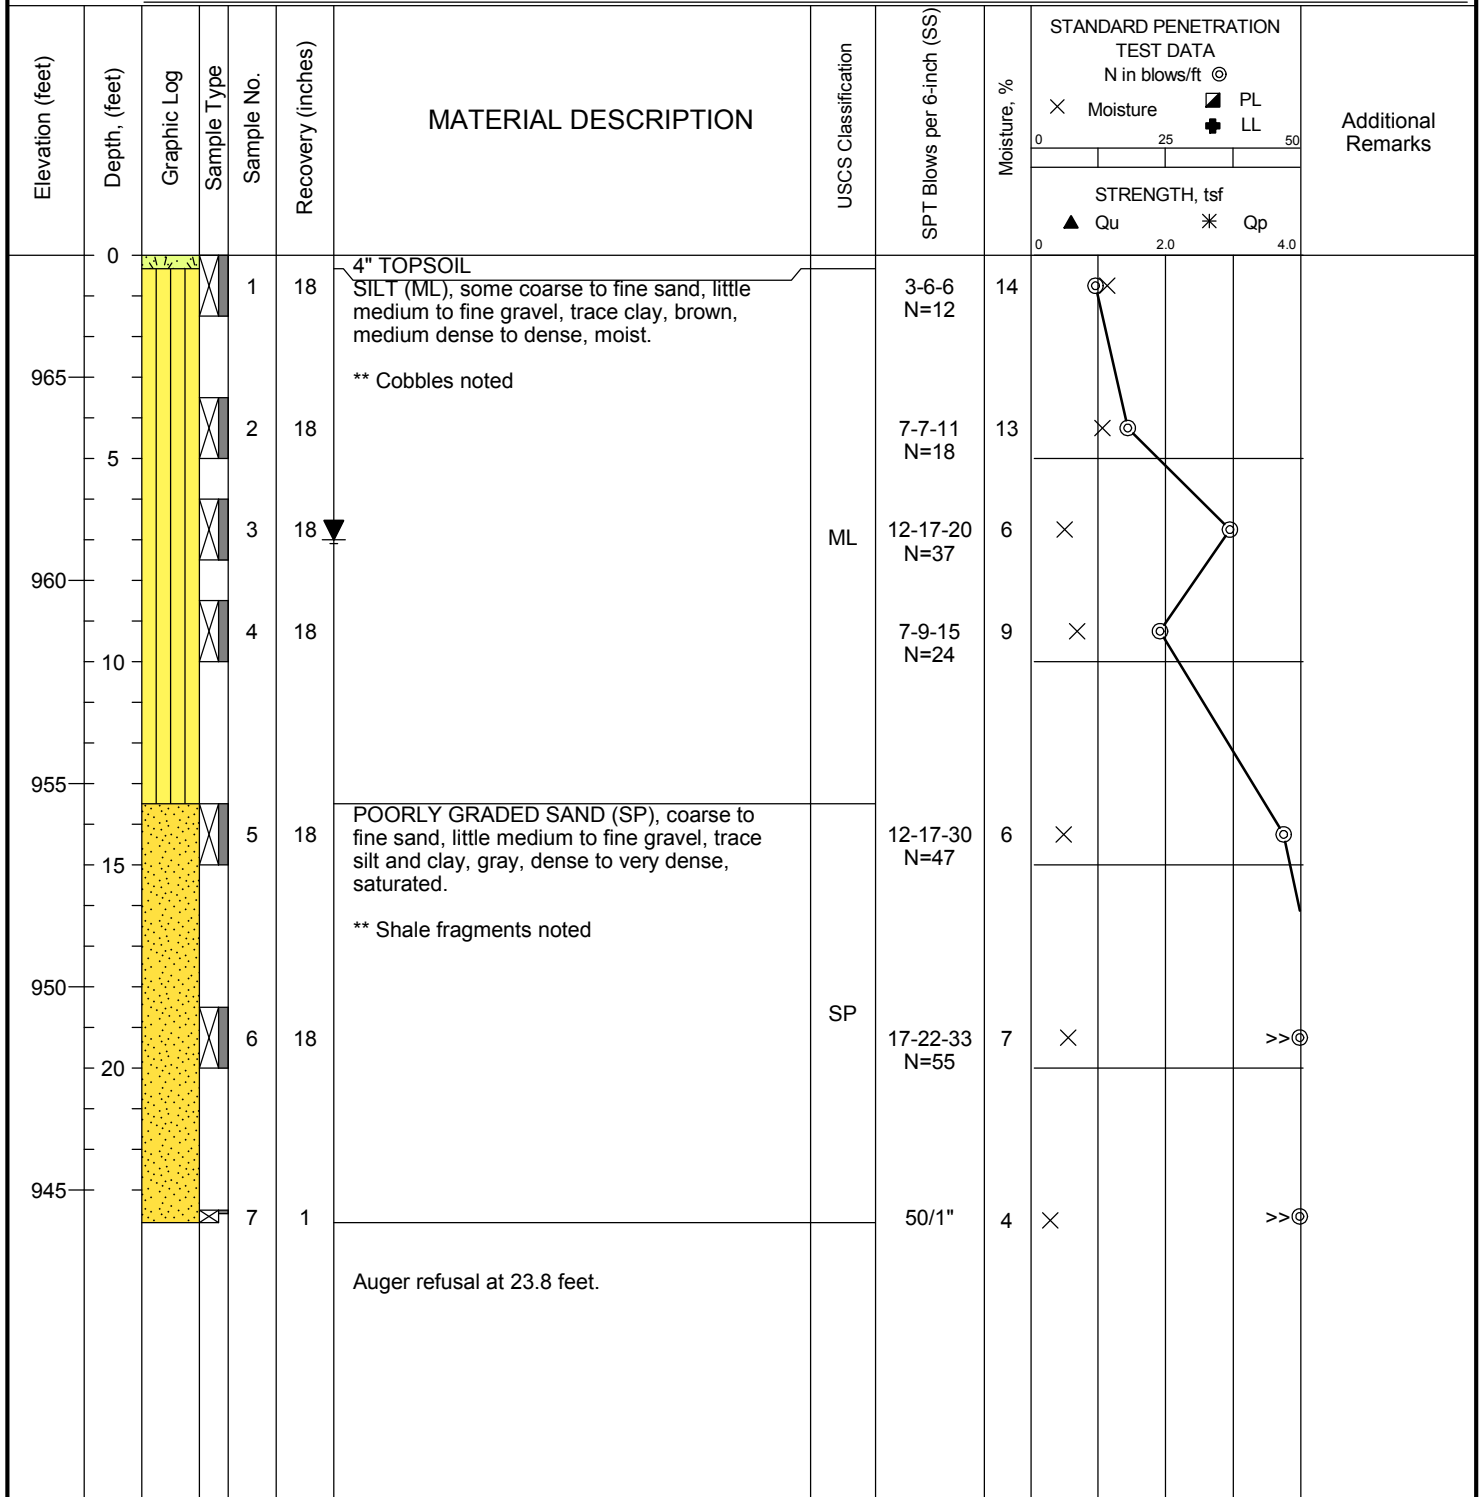 Elevation (feet)
Depth, (feet)
Graphic Log
Sample Type
Sample No.
Recovery (inches)
MATERIAL DESCRIPTION
USCS Classification
SPT Blows per 6-inch (SS)
Moisture, %
STANDARD PENETRATION
TEST DATA
N in blows/ft
Moisture
PL
LL
0 25 50
STRENGTH, tsf
Qu Qp
0 2.0 4.0
Additional
Remarks
0
4" TOPSOIL
1 18 SILT (ML), some coarse to fine sand, little 3-6-6 14
medium to fine gravel, trace clay, brown, N=12
medium dense to dense, moist.
965
** Cobbles noted
2 18 7-7-11 13
N=18
5
3 18 ML 12-17-20 6
N=37
960
4 18 7-9-15 9
N=24
10
955
POORLY GRADED SAND (SP), coarse to
5 18 fine sand, little medium to fine gravel, trace 12-17-30 6
silt and clay, gray, dense to very dense, N=47
15
saturated.
** Shale fragments noted
950
SP
6 18 17-22-33 7 >>
N=55
20
945
7 1 50/1" 4 >>
Auger refusal at 23.8 feet.